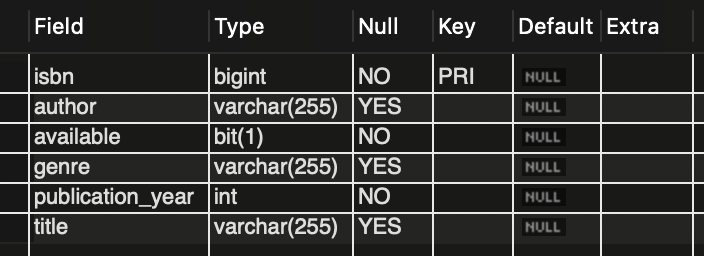 Field Type Null Key Default Extra
isbn bigint NO PRI NULL
author varchar(255) YES NULL
available bit(1) NO NULL
genre varchar(255) YES NULL
publication_year int NO NULL
title varchar(255) YES NULL